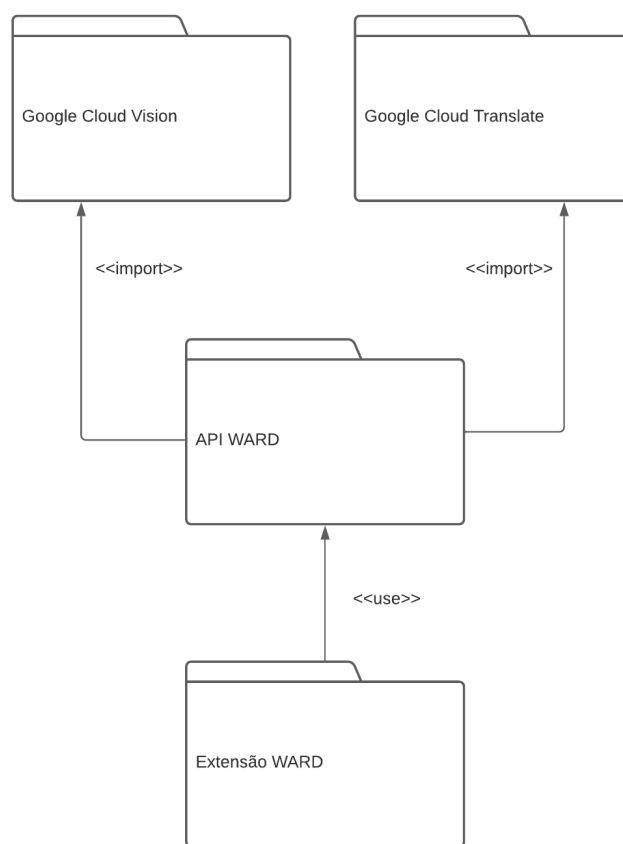 Google Cloud Vision
Google Cloud Translate
<<import>>
<<import>>
API WARD
<<use>>
Extensão WARD